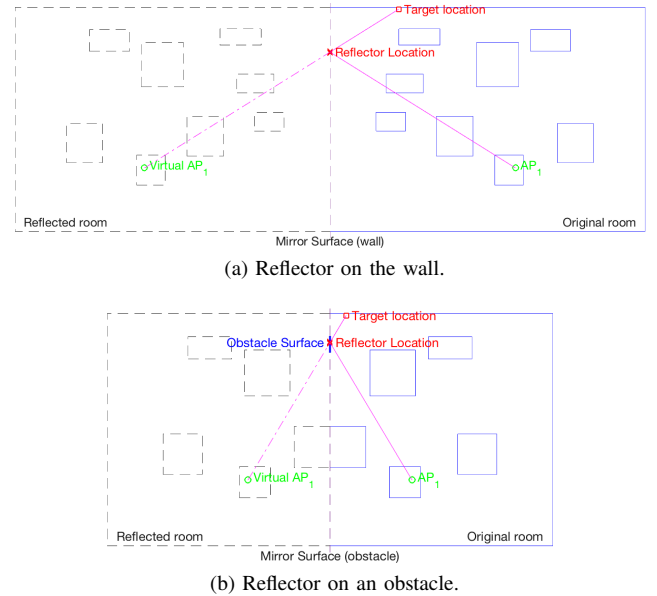 Target location
Reflector Location
Virtual AP1
AP1
Reflected room
Original room
Mirror Surface (wall)
(a) Reflector on the wall.
Target location
Obstacle Surface
Reflector Location
Virtual AP1
AP1
Reflected room
Original room
Mirror Surface (obstacle)
(b) Reflector on an obstacle.